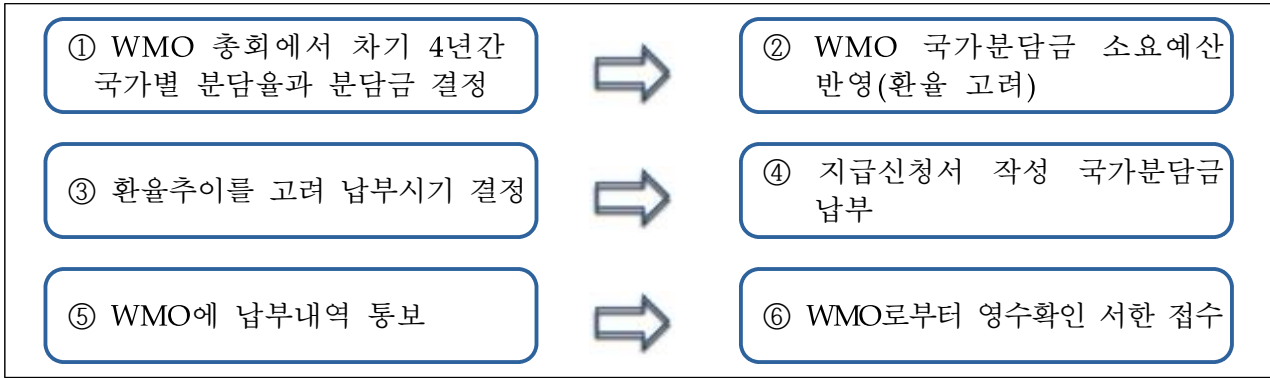 ① WMO 총회에서 차기 4년간
국가별 분담율과 분담금 결정
② WMO 국가분담금 소요예산
반영(환율 고려)
③ 환율추이를 고려 납부시기 결정
④ 지급신청서 작성 국가분담금
납부
⑤ WMO에 납부내역 통보
⑥ WMO로부터 영수확인 서한 접수